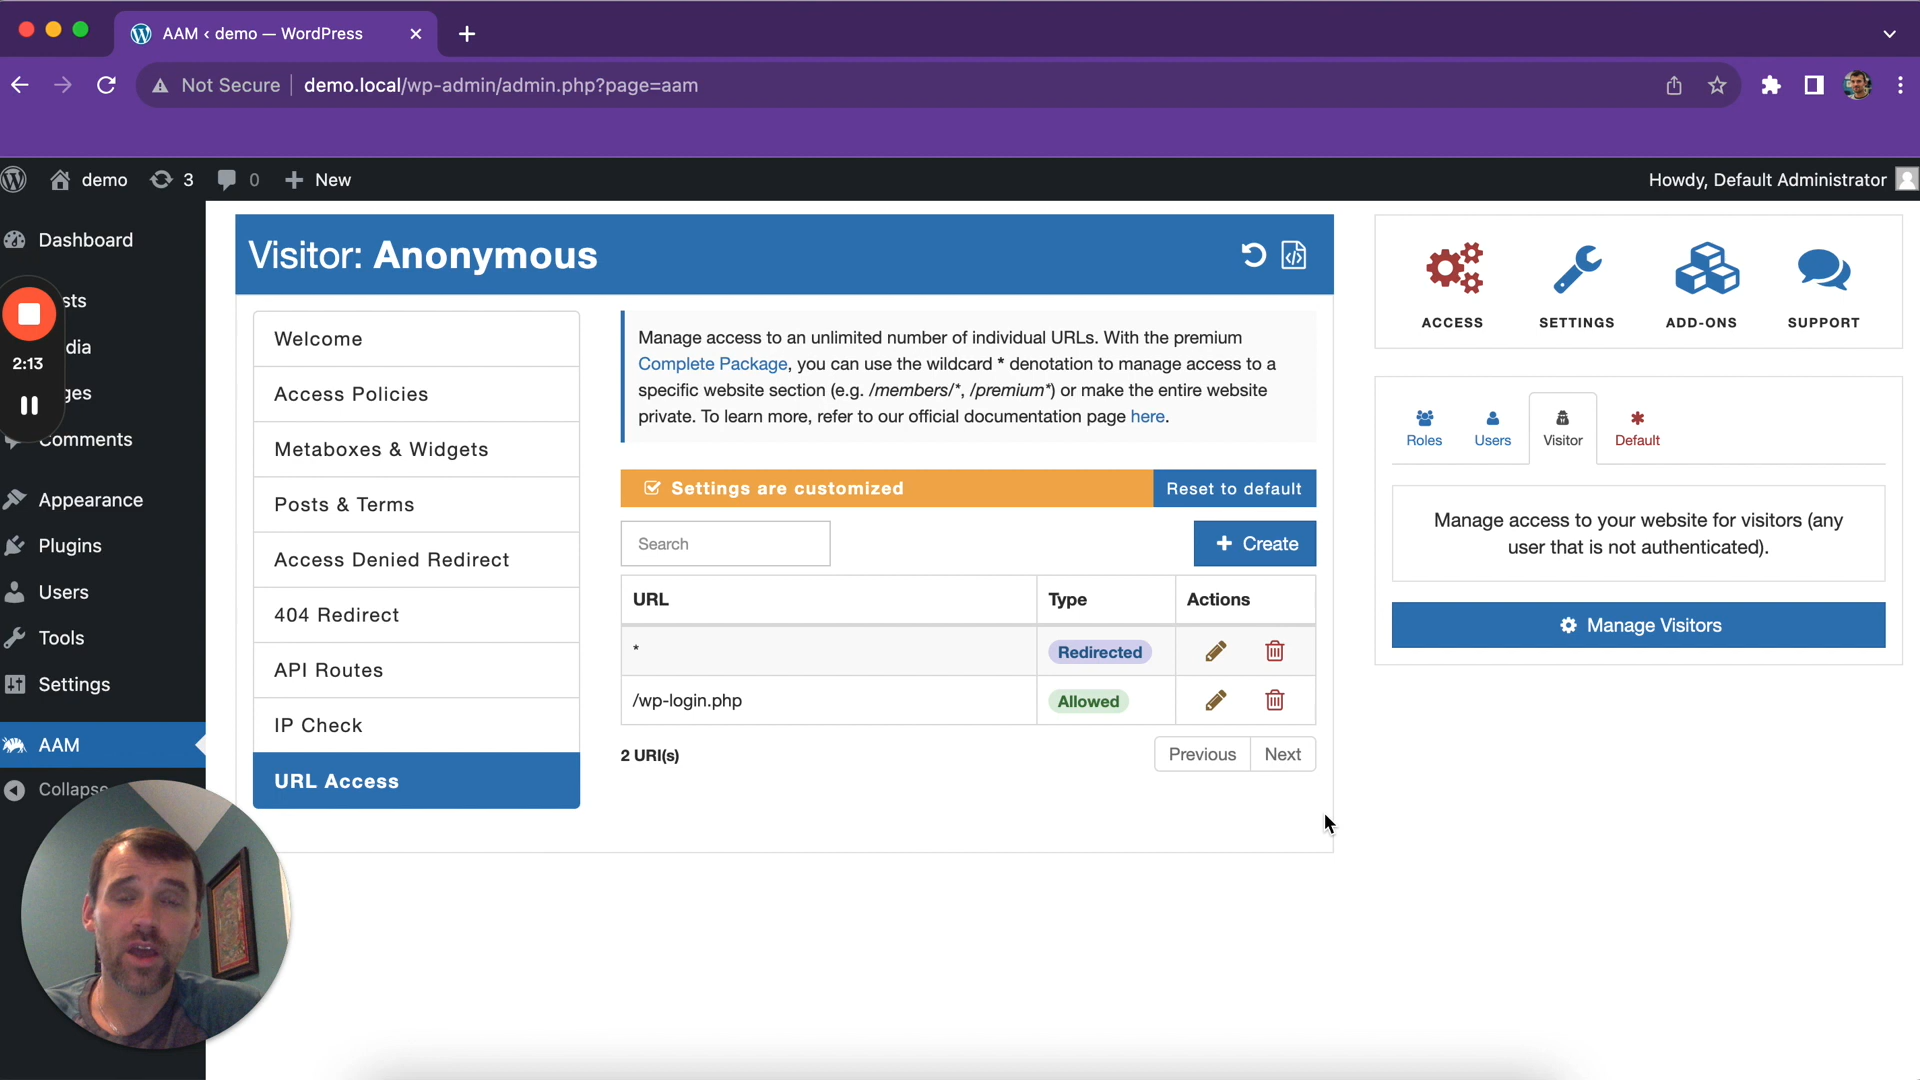 AAM ‹ demo — WordPress
Not Secure
demo.local/wp-admin/admin.php?page=aam
demo
3
0
New
Howdy, Default Administrator
Dashboard
sts
dia
ges
Comments
Appearance
Plugins
Users
Tools
Settings
AAM
Collapse
2:13
Visitor: Anonymous
Welcome
Access Policies
Metaboxes & Widgets
Posts & Terms
Access Denied Redirect
404 Redirect
API Routes
IP Check
URL Access
Manage access to an unlimited number of individual URLs. With the premium
Complete Package, you can use the wildcard * denotation to manage access to a
specific website section (e.g. /members/*, /premium*) or make the entire website
private. To learn more, refer to our official documentation page here.
Settings are customized
Reset to default
Search
Create
URL
Type
Actions
*
Redirected
/wp-login.php
Allowed
2 URI(s)
Previous
Next
ACCESS
SETTINGS
ADD-ONS
SUPPORT
Roles
Users
Visitor
Default
Manage access to your website for visitors (any
user that is not authenticated).
Manage Visitors